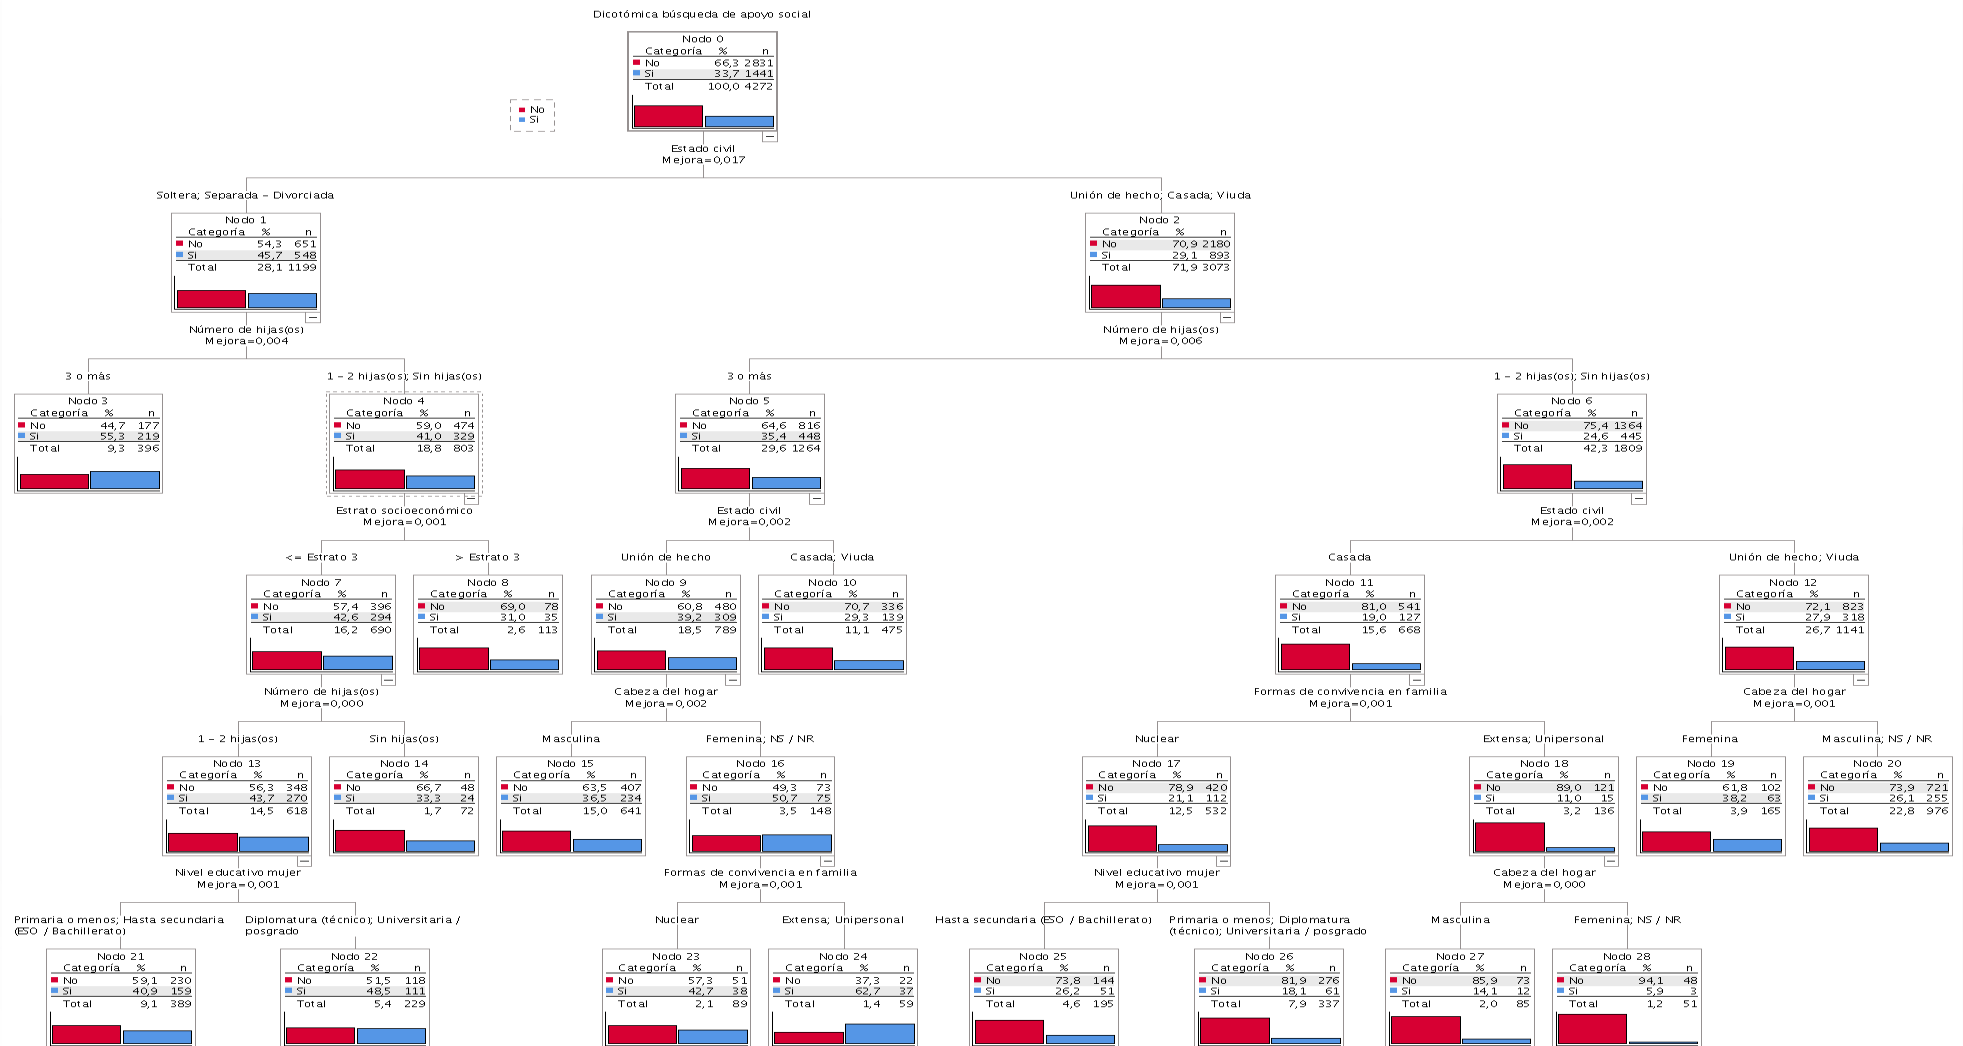 Dicotómica búsqueda de apoyo social
Nodo 0
Categoría % n
No 66,3 2831
Si 33,7 1441
Total 100,0 4272
No
Si
Estado civil
Mejora=0,017
Soltera; Separada – Divorciada
Unión de hecho; Casada; Viuda
Nodo 1
Categoría % n
No 54,3 651
Si 45,7 548
Total 28,1 1199
Nodo 2
Categoría % n
No 70,9 2180
Si 29,1 893
Total 71,9 3073
Número de hijas(os)
Mejora=0,004
Número de hijas(os)
Mejora=0,006
3 o más
1 – 2 hijas(os); Sin hijas(os)
3 o más
1 – 2 hijas(os); Sin hijas(os)
Nodo 3
Categoría % n
No 44,7 177
Si 55,3 219
Total 9,3 396
Nodo 4
Categoría % n
No 59,0 474
Si 41,0 329
Total 18,8 803
Nodo 5
Categoría % n
No 64,6 816
Si 35,4 448
Total 29,6 1264
Nodo 6
Categoría % n
No 75,4 1364
Si 24,6 445
Total 42,3 1809
Estrato socioeconómico
Mejora=0,001
Estado civil
Mejora=0,002
Estado civil
Mejora=0,002
<= Estrato 3
> Estrato 3
Unión de hecho
Casada; Viuda
Casada
Unión de hecho; Viuda
Nodo 7
Categoría % n
No 57,4 396
Si 42,6 294
Total 16,2 690
Nodo 8
Categoría % n
No 69,0 78
Si 31,0 35
Total 2,6 113
Nodo 9
Categoría % n
No 60,8 480
Si 39,2 309
Total 18,5 789
Nodo 10
Categoría % n
No 70,7 336
Si 29,3 139
Total 11,1 475
Nodo 11
Categoría % n
No 81,0 541
Si 19,0 127
Total 15,6 668
Nodo 12
Categoría % n
No 72,1 823
Si 27,9 318
Total 26,7 1141
Número de hijas(os)
Mejora=0,000
Cabeza del hogar
Mejora=0,002
Formas de convivencia en familia
Mejora=0,001
Cabeza del hogar
Mejora=0,001
1 – 2 hijas(os)
Sin hijas(os)
Masculina
Femenina; NS / NR
Nuclear
Extensa; Unipersonal
Femenina
Masculina; NS / NR
Nodo 13
Categoría % n
No 56,3 348
Si 43,7 270
Total 14,5 618
Nodo 14
Categoría % n
No 66,7 48
Si 33,3 24
Total 1,7 72
Nodo 15
Categoría % n
No 63,5 407
Si 36,5 234
Total 15,0 641
Nodo 16
Categoría % n
No 49,3 73
Si 50,7 75
Total 3,5 148
Nodo 17
Categoría % n
No 78,9 420
Si 21,1 112
Total 12,5 532
Nodo 18
Categoría % n
No 89,0 121
Si 11,0 15
Total 3,2 136
Nodo 19
Categoría % n
No 61,8 102
Si 38,2 63
Total 3,9 165
Nodo 20
Categoría % n
No 73,9 721
Si 26,1 255
Total 22,8 976
Nivel educativo mujer
Mejora=0,001
Formas de convivencia en familia
Mejora=0,001
Nivel educativo mujer
Mejora=0,001
Cabeza del hogar
Mejora=0,000
Primaria o menos; Hasta secundaria
(ESO / Bachillerato)
Diplomatura (técnico); Universitaria /
posgrado
Nuclear
Extensa; Unipersonal
Hasta secundaria (ESO / Bachillerato)
Primaria o menos; Diplomatura
(técnico); Universitaria / posgrado
Masculina
Femenina; NS / NR
Nodo 21
Categoría % n
No 59,1 230
Si 40,9 159
Total 9,1 389
Nodo 22
Categoría % n
No 51,5 118
Si 48,5 111
Total 5,4 229
Nodo 23
Categoría % n
No 57,3 51
Si 42,7 38
Total 2,1 89
Nodo 24
Categoría % n
No 37,3 22
Si 62,7 37
Total 1,4 59
Nodo 25
Categoría % n
No 73,8 144
Si 26,2 51
Total 4,6 195
Nodo 26
Categoría % n
No 81,9 276
Si 18,1 61
Total 7,9 337
Nodo 27
Categoría % n
No 85,9 73
Si 14,1 12
Total 2,0 85
Nodo 28
Categoría % n
No 94,1 48
Si 5,9 3
Total 1,2 51